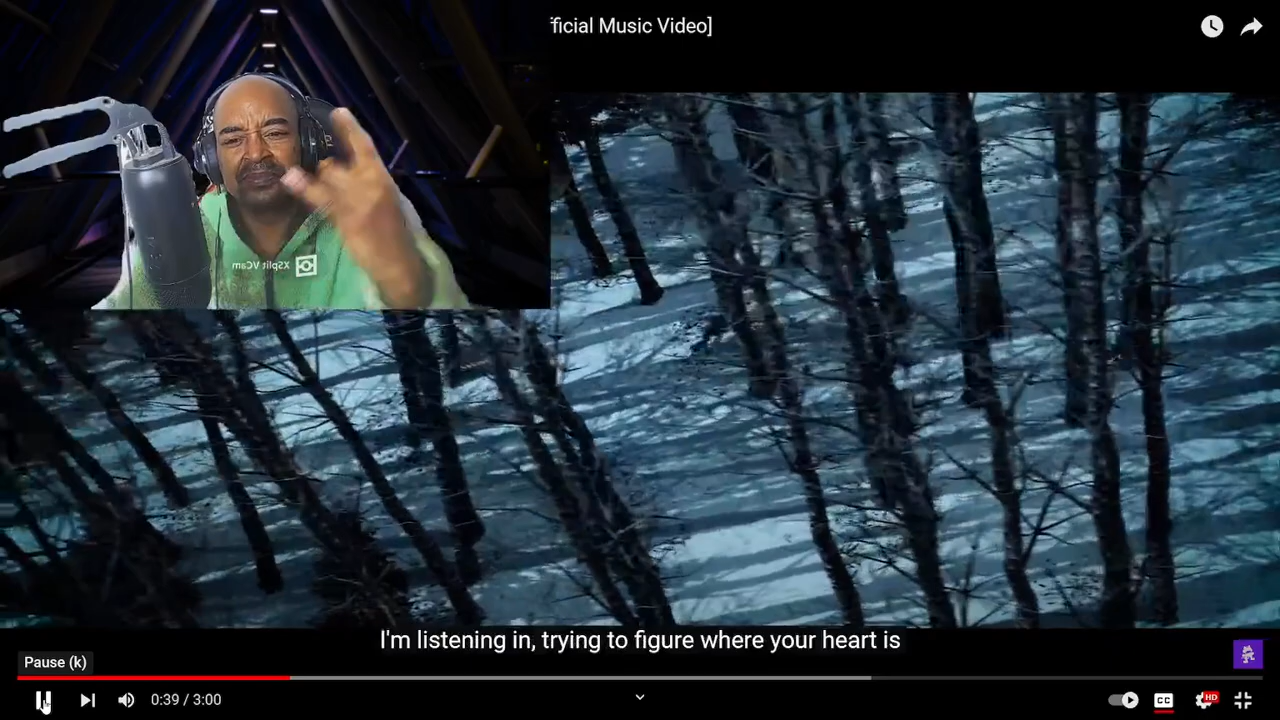 ficial Music Video]
XSplit VCam
I'm listening in, trying to figure where your heart is
Pause (k)
0:39 / 3:00
CC
HD